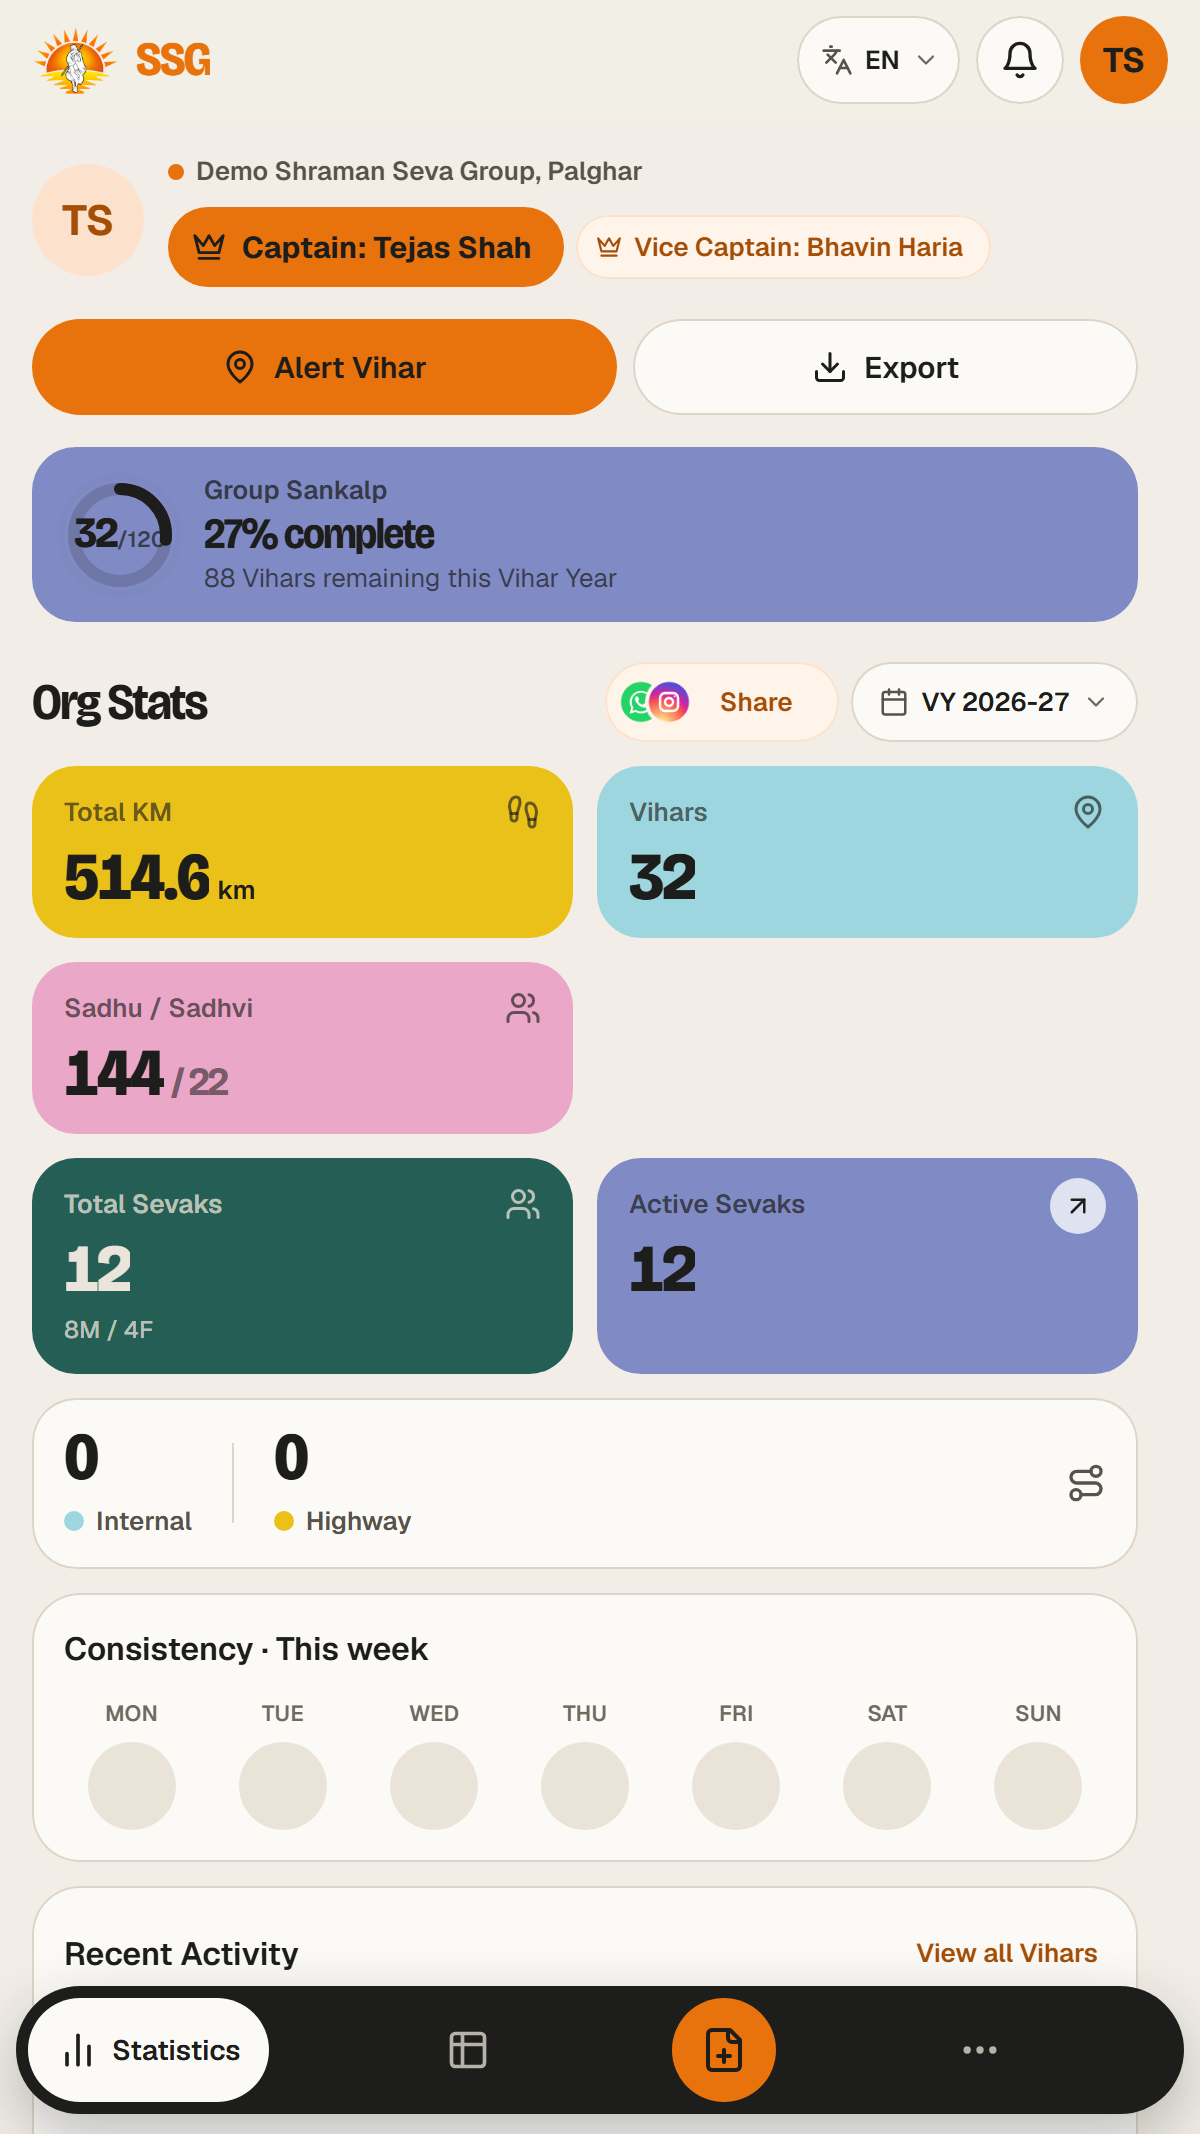 SSG
EN
TS
TS
Demo Shraman Seva Group, Palghar
Captain: Tejas Shah
Vice Captain: Bhavin Haria
Alert Vihar
Export
32/120
Group Sankalp
27% complete
88 Vihars remaining this Vihar Year
Org Stats
Share
VY 2026-27
Total KM
514.6 km
Vihars
32
Sadhu / Sadhvi
144 / 22
Total Sevaks
12
8M / 4F
Active Sevaks
12
0
Internal
0
Highway
Consistency · This week
MON TUE WED THU FRI SAT SUN
Recent Activity
View all Vihars
Statistics